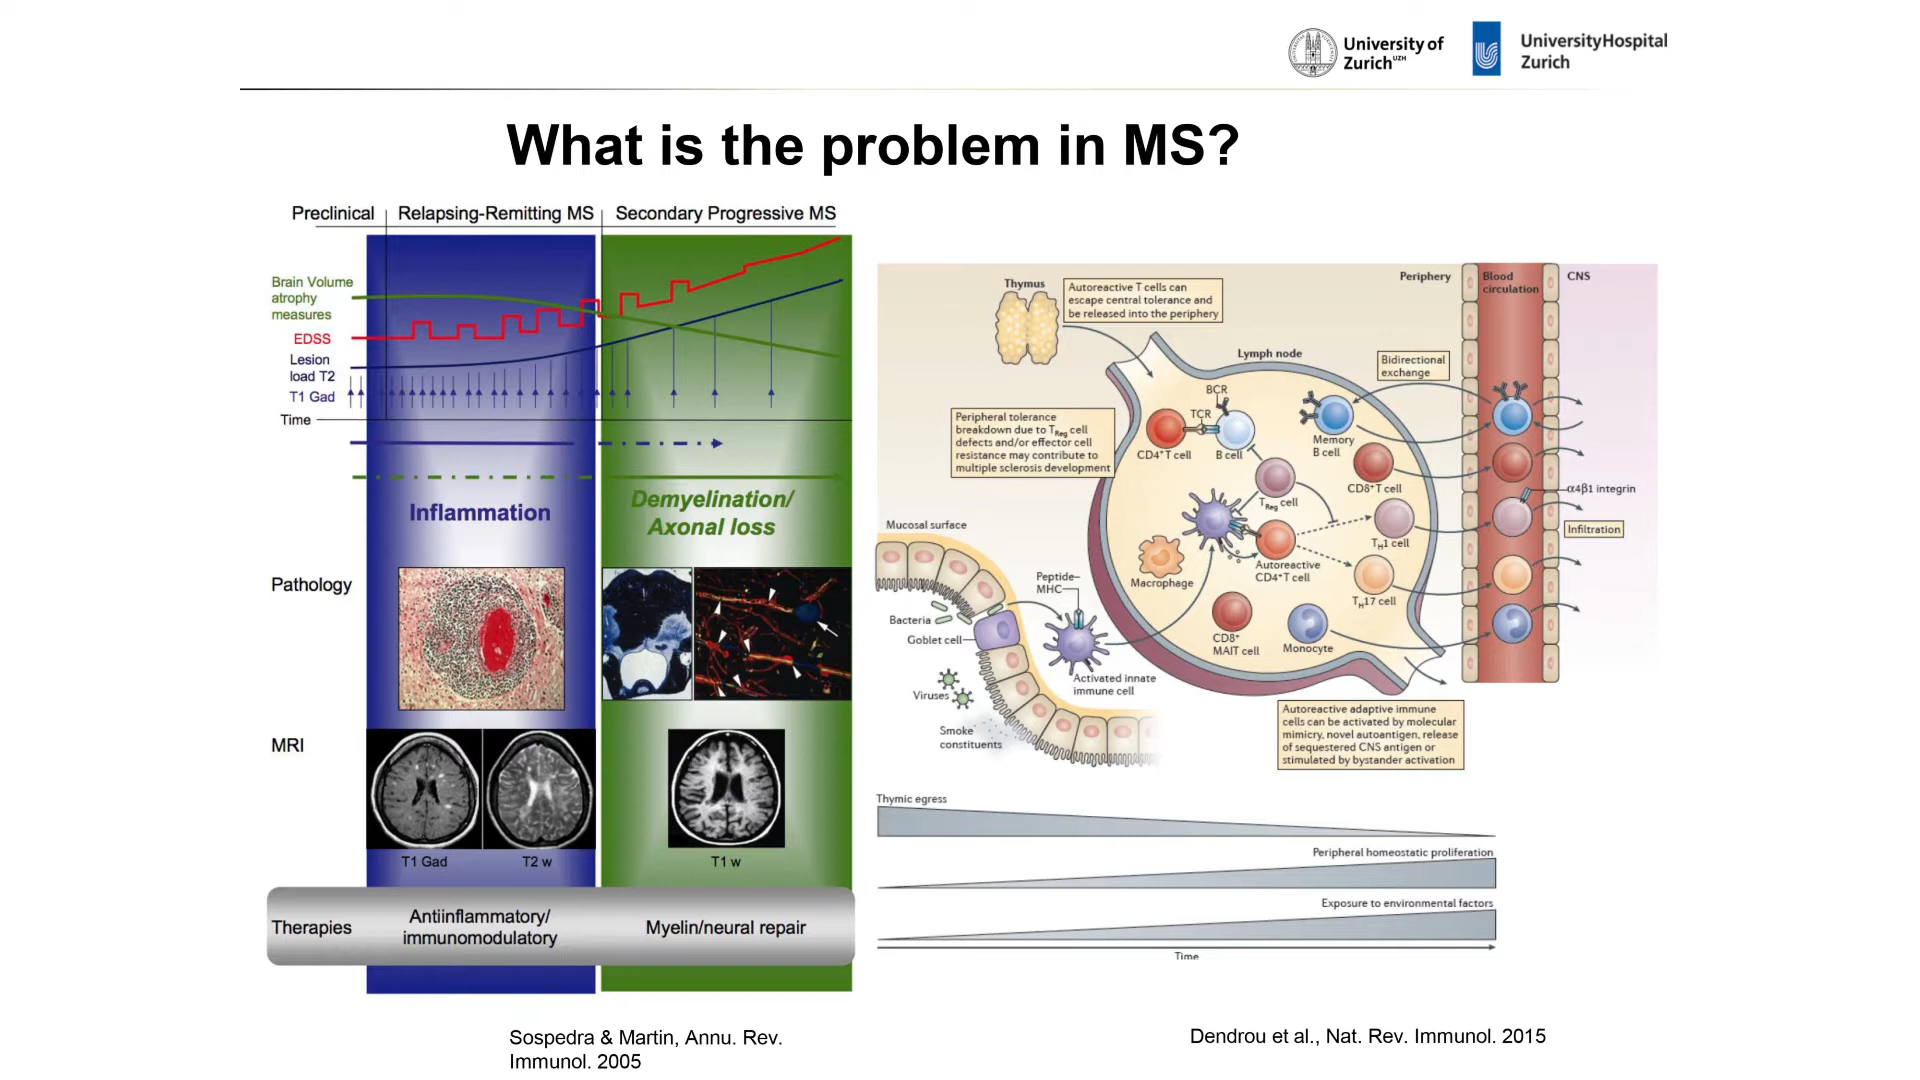 University of
Zurich UZH
UniversityHospital
Zurich
What is the problem in MS?
Preclinical
Relapsing-Remitting MS
Secondary Progressive MS
Brain Volume
atrophy
measures
EDSS
Lesion
load T2
T1 Gad
Time
Inflammation
Demyelination/
Axonal loss
Pathology
MRI
T1 Gad
T2 w
T1 w
Therapies
Antiinflammatory/
immunomodulatory
Myelin/neural repair
Sospedra & Martin, Annu. Rev.
Immunol. 2005
Thymus
Autoreactive T cells can
escape central tolerance and
be released into the periphery
Periphery
Blood
circulation
CNS
Lymph node
Bidirectional
exchange
BCR
TCR
CD4+T cell
B cell
Memory
B cell
CD8+T cell
Peripheral tolerance
breakdown due to TReg cell
defects and/or effector cell
resistance may contribute to
multiple sclerosis development
TReg cell
α4β1 integrin
Infiltration
TH1 cell
Mucosal surface
Macrophage
Autoreactive
CD4+T cell
TH17 cell
Peptide–
MHC
Bacteria
Goblet cell
CD8+
MAIT cell
Monocyte
Activated innate
immune cell
Viruses
Smoke
constituents
Autoreactive adaptive immune
cells can be activated by molecular
mimicry, novel autoantigen, release
of sequestered CNS antigen or
stimulated by bystander activation
Thymic egress
Peripheral homeostatic proliferation
Exposure to environmental factors
Time
Dendrou et al., Nat. Rev. Immunol. 2015